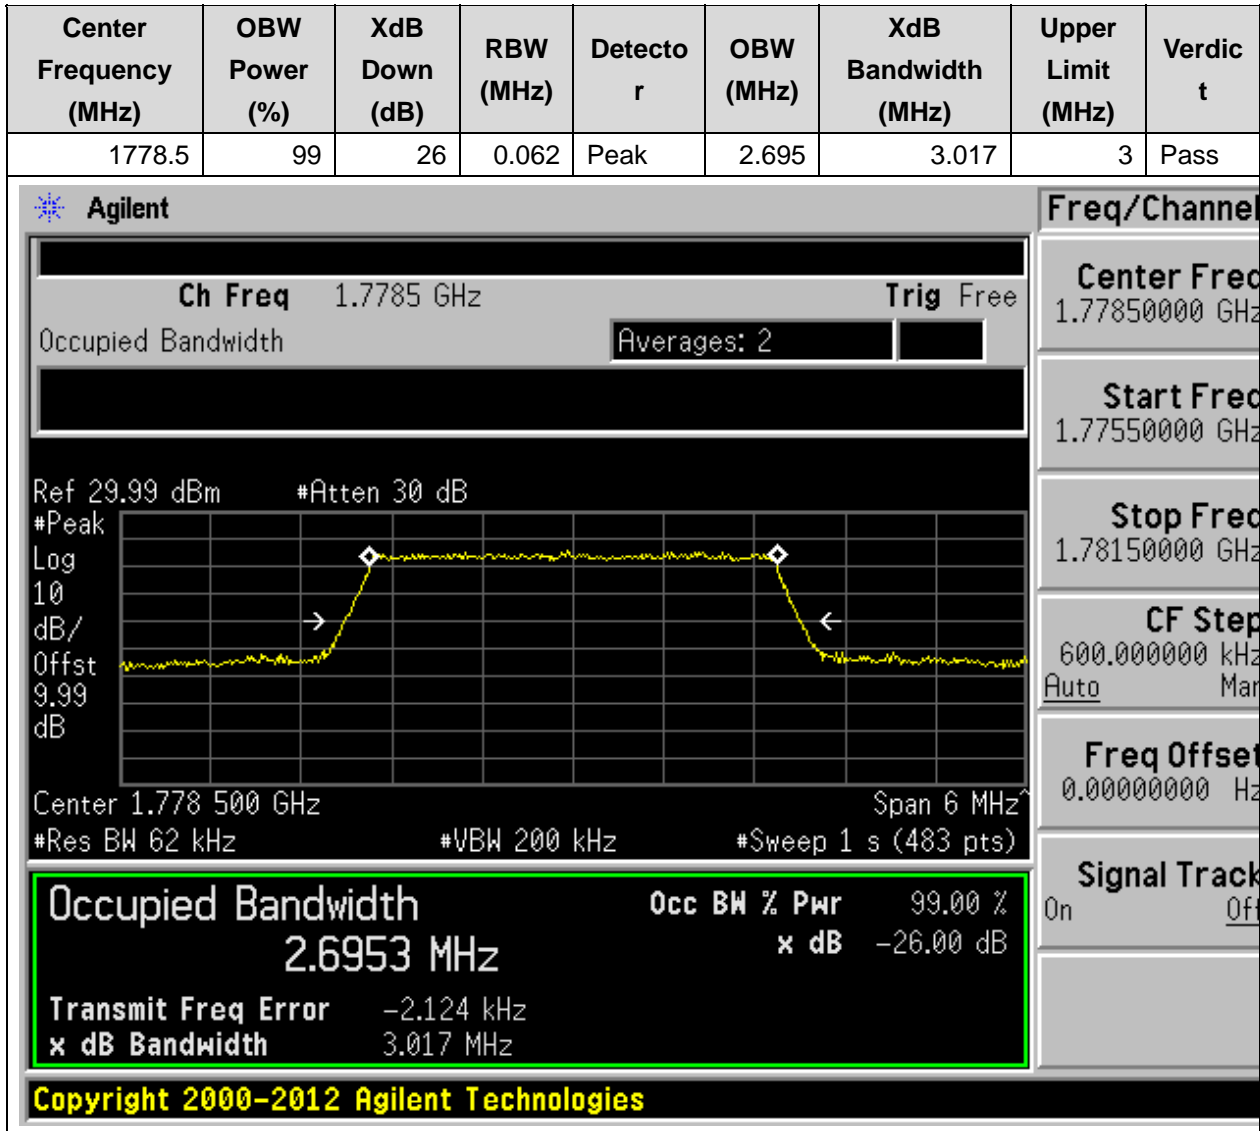 Center Frequency (MHz) OBW Power (%) XdB Down (dB) RBW (MHz) Detecto r OBW (MHz) XdB Bandwidth (MHz) Upper Limit (MHz) Verdic t
1778.5 99 26 0.062 Peak 2.695 3.017 3 Pass
Agilent
Freq/Channel
Ch Freq 1.7785 GHz Trig Free
Occupied Bandwidth Averages: 2
Center Freq
1.77850000 GHz
Start Freq
1.77550000 GHz
Stop Freq
1.78150000 GHz
CF Step
600.000000 kHz
Auto Man
Freq Offset
0.00000000 Hz
Signal Track
On Off
Ref 29.99 dBm #Atten 30 dB
#Peak
Log
10
dB/
Offst
9.99
dB
Center 1.778 500 GHz Span 6 MHz^
#Res BW 62 kHz #VBW 200 kHz #Sweep 1 s (483 pts)
Occupied Bandwidth
2.6953 MHz
Occ BW % Pwr 99.00 %
x dB -26.00 dB
Transmit Freq Error -2.124 kHz
x dB Bandwidth 3.017 MHz
Copyright 2000-2012 Agilent Technologies